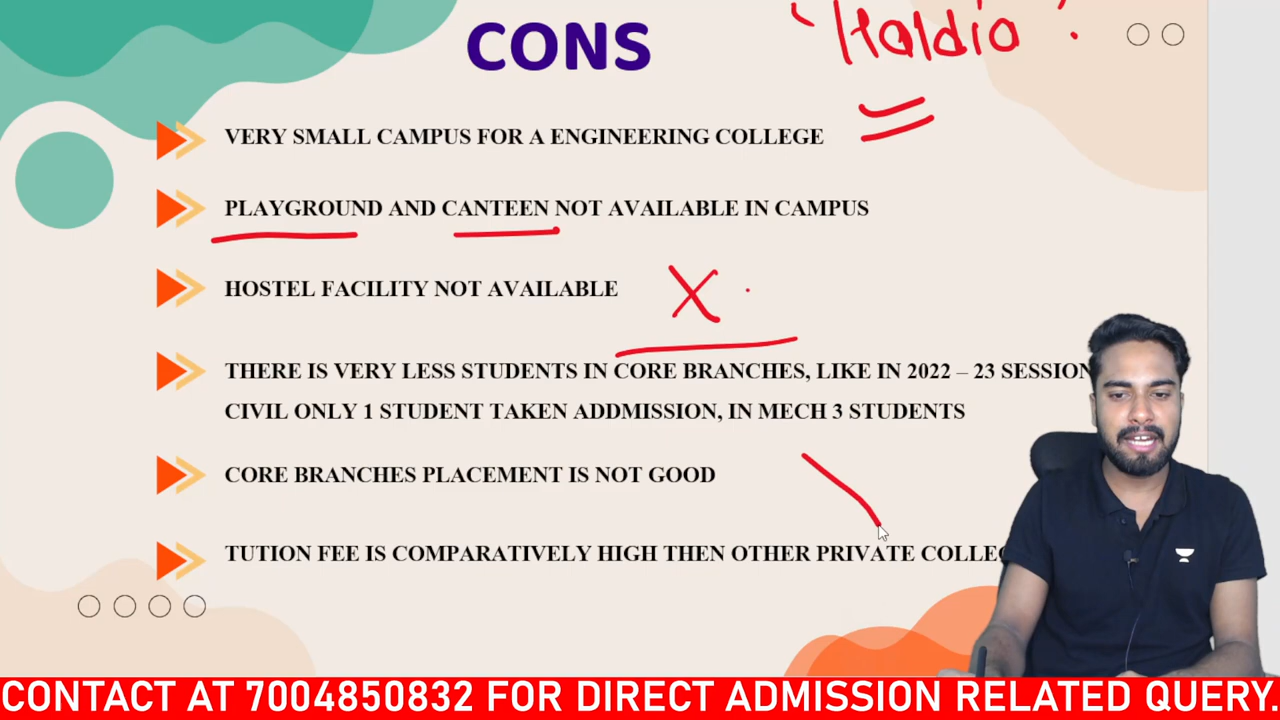 CONS
Haldia
VERY SMALL CAMPUS FOR A ENGINEERING COLLEGE
PLAYGROUND AND CANTEEN NOT AVAILABLE IN CAMPUS
HOSTEL FACILITY NOT AVAILABLE
THERE IS VERY LESS STUDENTS IN CORE BRANCHES, LIKE IN 2022 – 23 SESSION
CIVIL ONLY 1 STUDENT TAKEN ADDMISSION, IN MECH 3 STUDENTS
CORE BRANCHES PLACEMENT IS NOT GOOD
TUTION FEE IS COMPARATIVELY HIGH THEN OTHER PRIVATE
CONTACT AT 7004850832 FOR DIRECT ADMISSION RELATED QUERY.